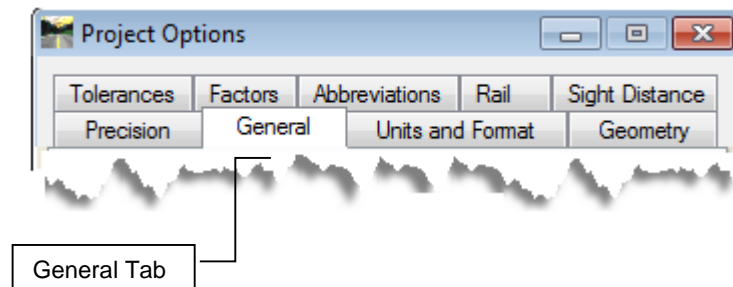 Project Options
Tolerances Factors Abbreviations Rail Sight Distance
Precision General Units and Format Geometry
General Tab